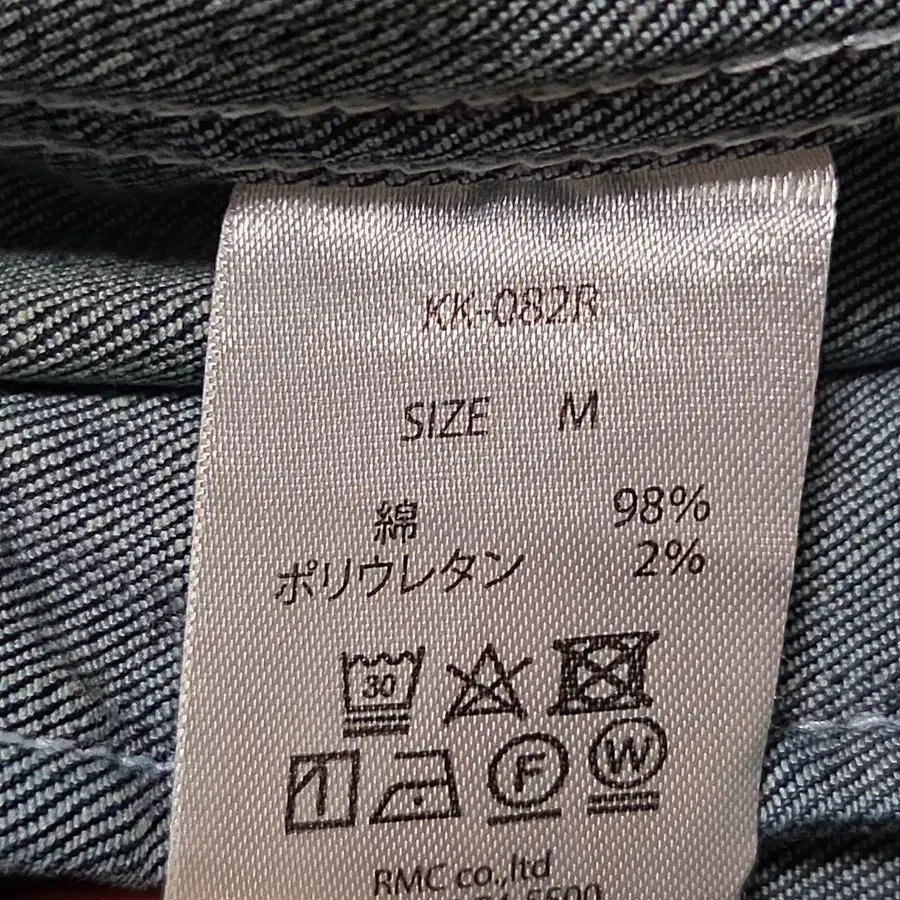 KK-082R
SIZE M
綿 98%
ポリウレタン 2%
30
F W
RMC co.,ltd